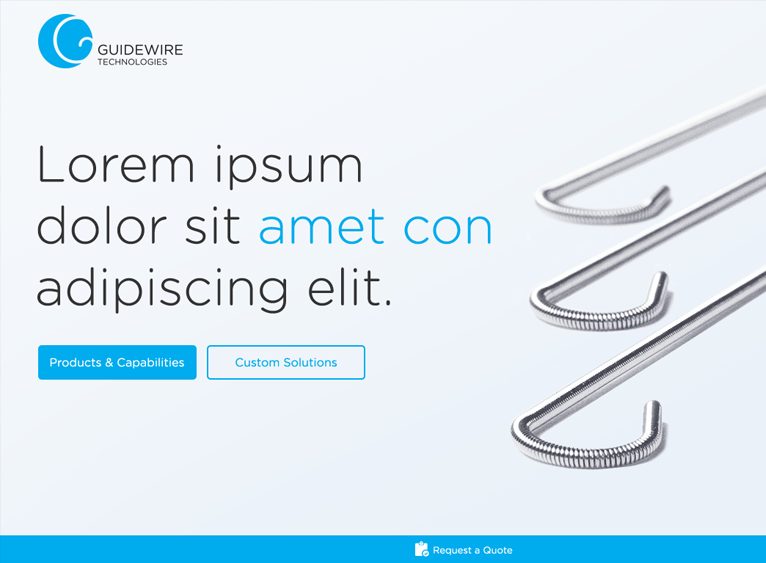 GUIDEWIRE
TECHNOLOGIES
Lorem ipsum
dolor sit amet con
adipiscing elit.
Products & Capabilities
Custom Solutions
Request a Quote